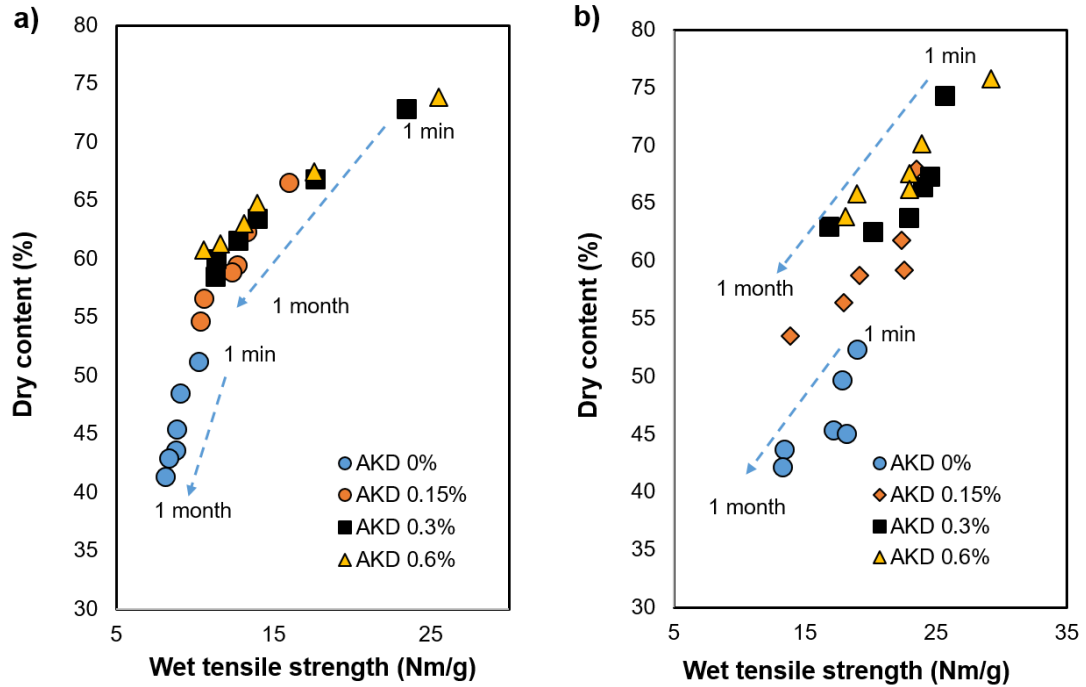 a)
80
75
70
65
60
55
50
45
40
35
30
Dry content (%)
1 min
1 month
1 min
1 month
AKD 0%
AKD 0.15%
AKD 0.3%
AKD 0.6%
5
15
25
Wet tensile strength (Nm/g)
b)
80
75
70
65
60
55
50
45
40
35
30
Dry content (%)
1 min
1 month
1 min
1 month
AKD 0%
AKD 0.15%
AKD 0.3%
AKD 0.6%
5
15
25
35
Wet tensile strength (Nm/g)